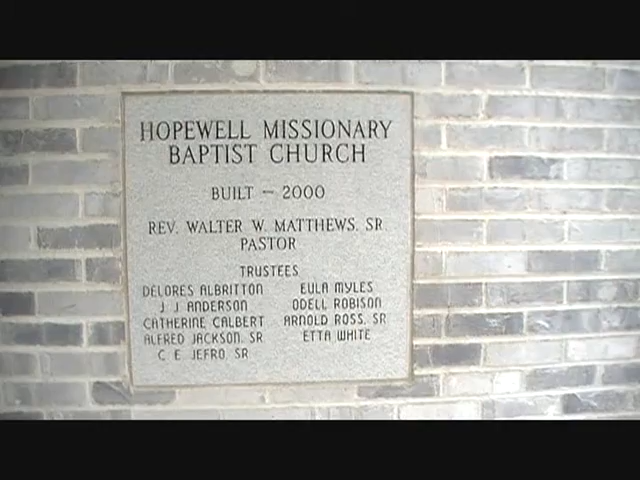 HOPEWELL MISSIONARY
BAPTIST CHURCH
BUILT - 2000
REV. WALTER W. MATTHEWS, SR
PASTOR
TRUSTEES
DELORES ALBRITTON
J J ANDERSON
CATHERINE CALBERT
ALFRED JACKSON, SR
C E JEFRO, SR
EULA MYLES
ODELL ROBISON
ARNOLD ROSS, SR
ETTA WHITE